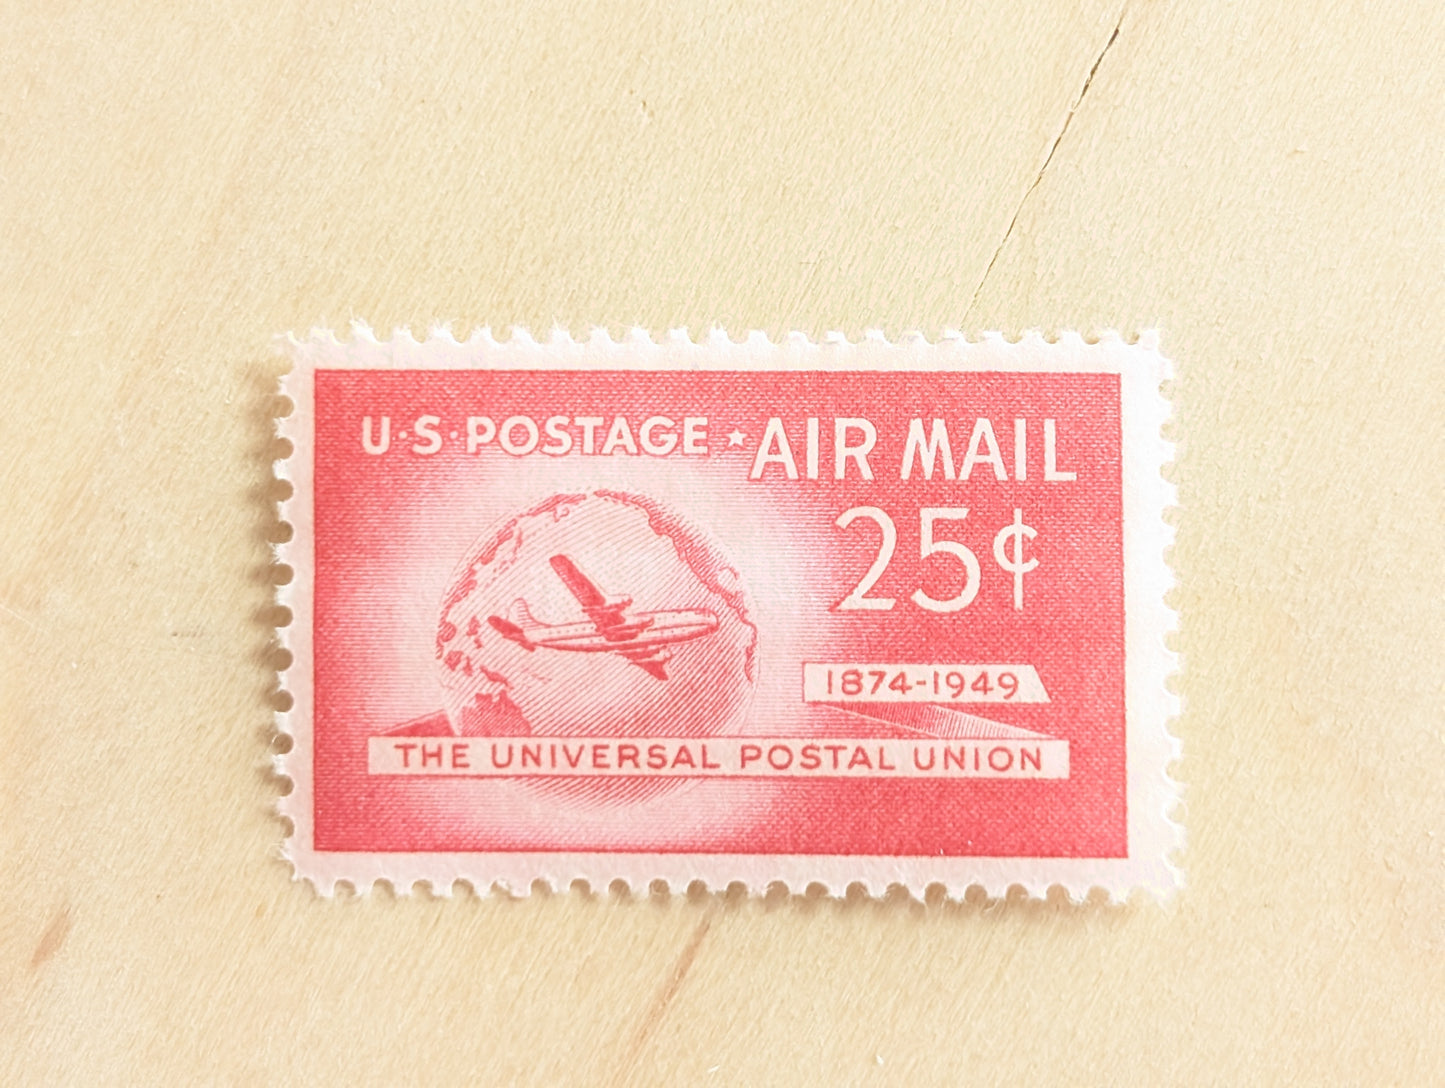 U·S·POSTAGE ★ AIR MAIL
25¢
1874-1949
THE UNIVERSAL POSTAL UNION